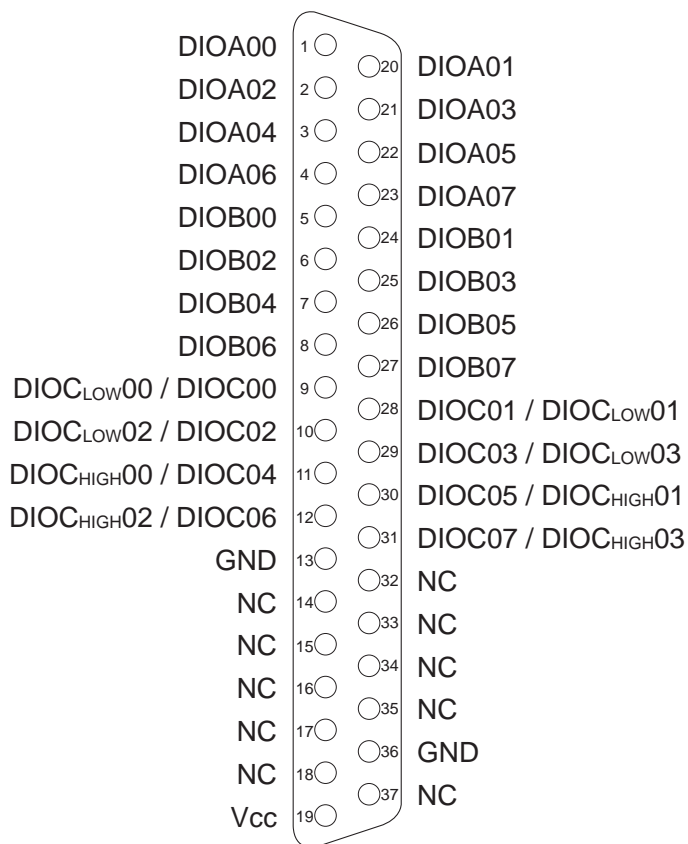 DIOA00 1
20 DIOA01
DIOA02 2
21 DIOA03
DIOA04 3
22 DIOA05
DIOA06 4
23 DIOA07
DIOB00 5
24 DIOB01
DIOB02 6
25 DIOB03
DIOB04 7
26 DIOB05
DIOB06 8
27 DIOB07
DIOCLOW00 / DIOC00 9
28 DIOC01 / DIOCLOW01
DIOCLOW02 / DIOC02 10
29 DIOC03 / DIOCLOW03
DIOCHIGH00 / DIOC04 11
30 DIOC05 / DIOCHIGH01
DIOCHIGH02 / DIOC06 12
31 DIOC07 / DIOCHIGH03
GND 13
32 NC
NC 14
33 NC
NC 15
34 NC
NC 16
35 NC
NC 17
36 GND
NC 18
37 NC
Vcc 19